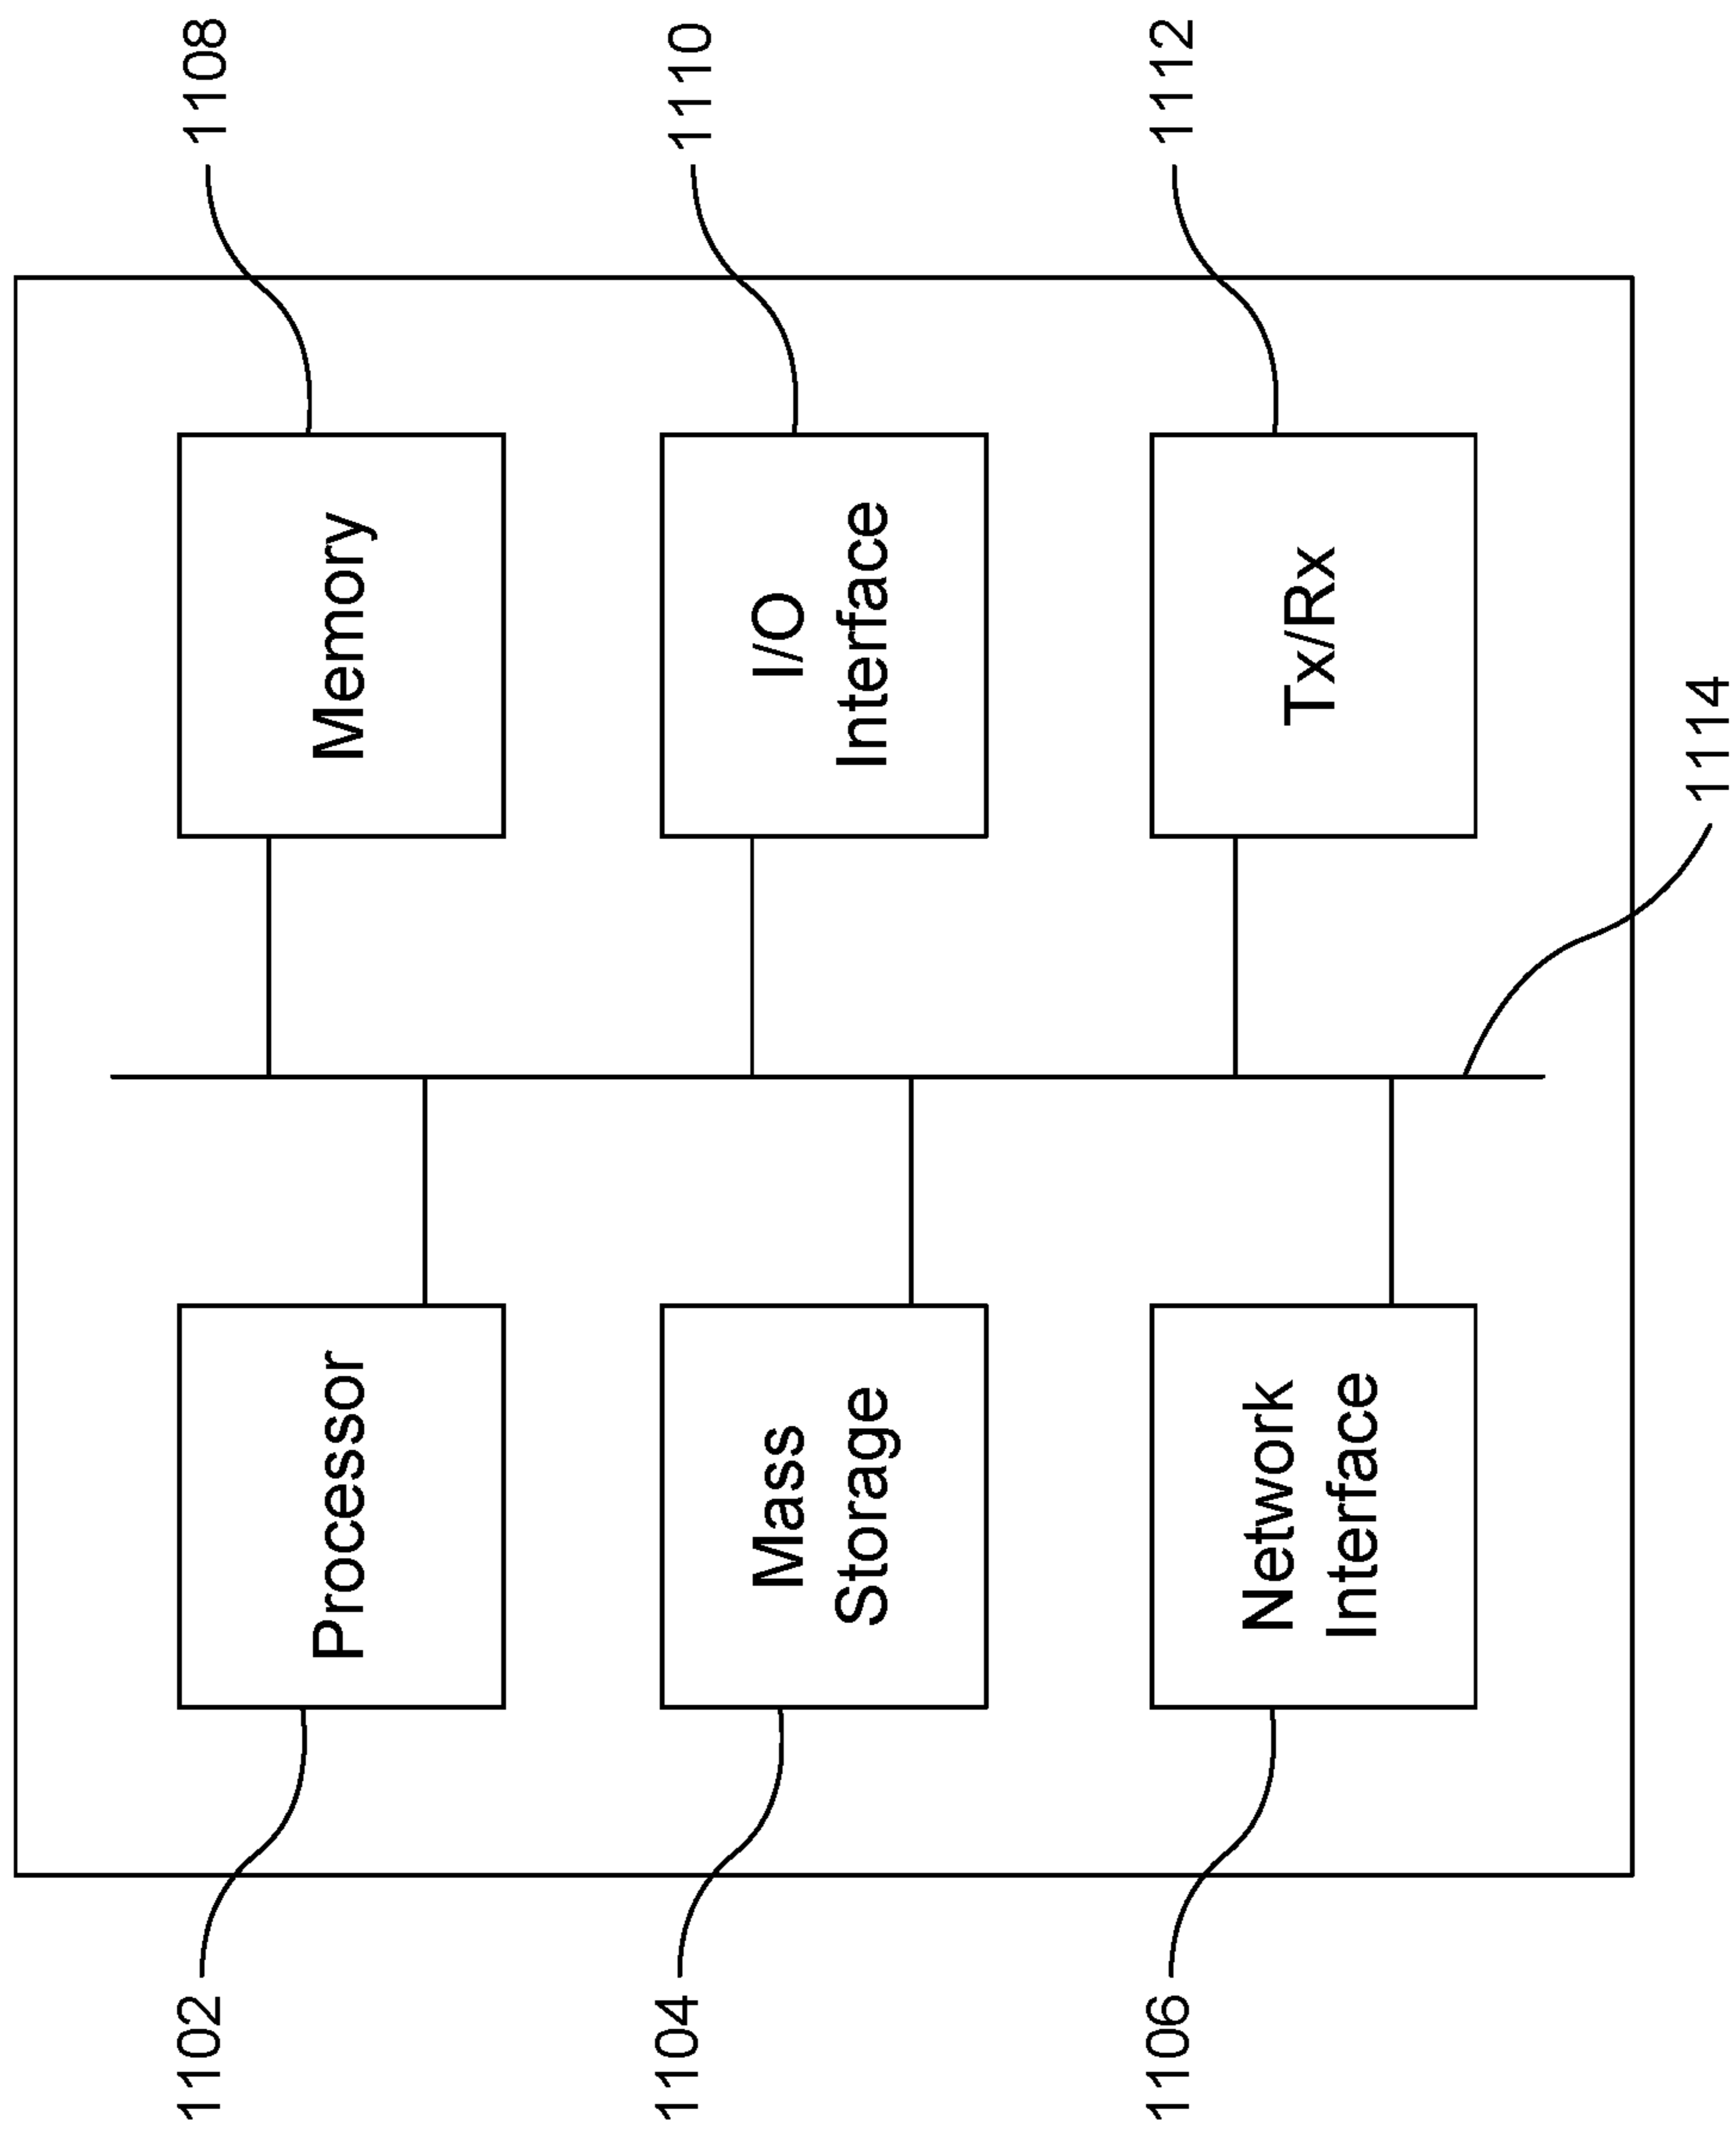 1102
Processor
Memory
1108
1104
Mass
Storage
I/O
Interface
1110
1106
Network
Interface
Tx/Rx
1112
1114